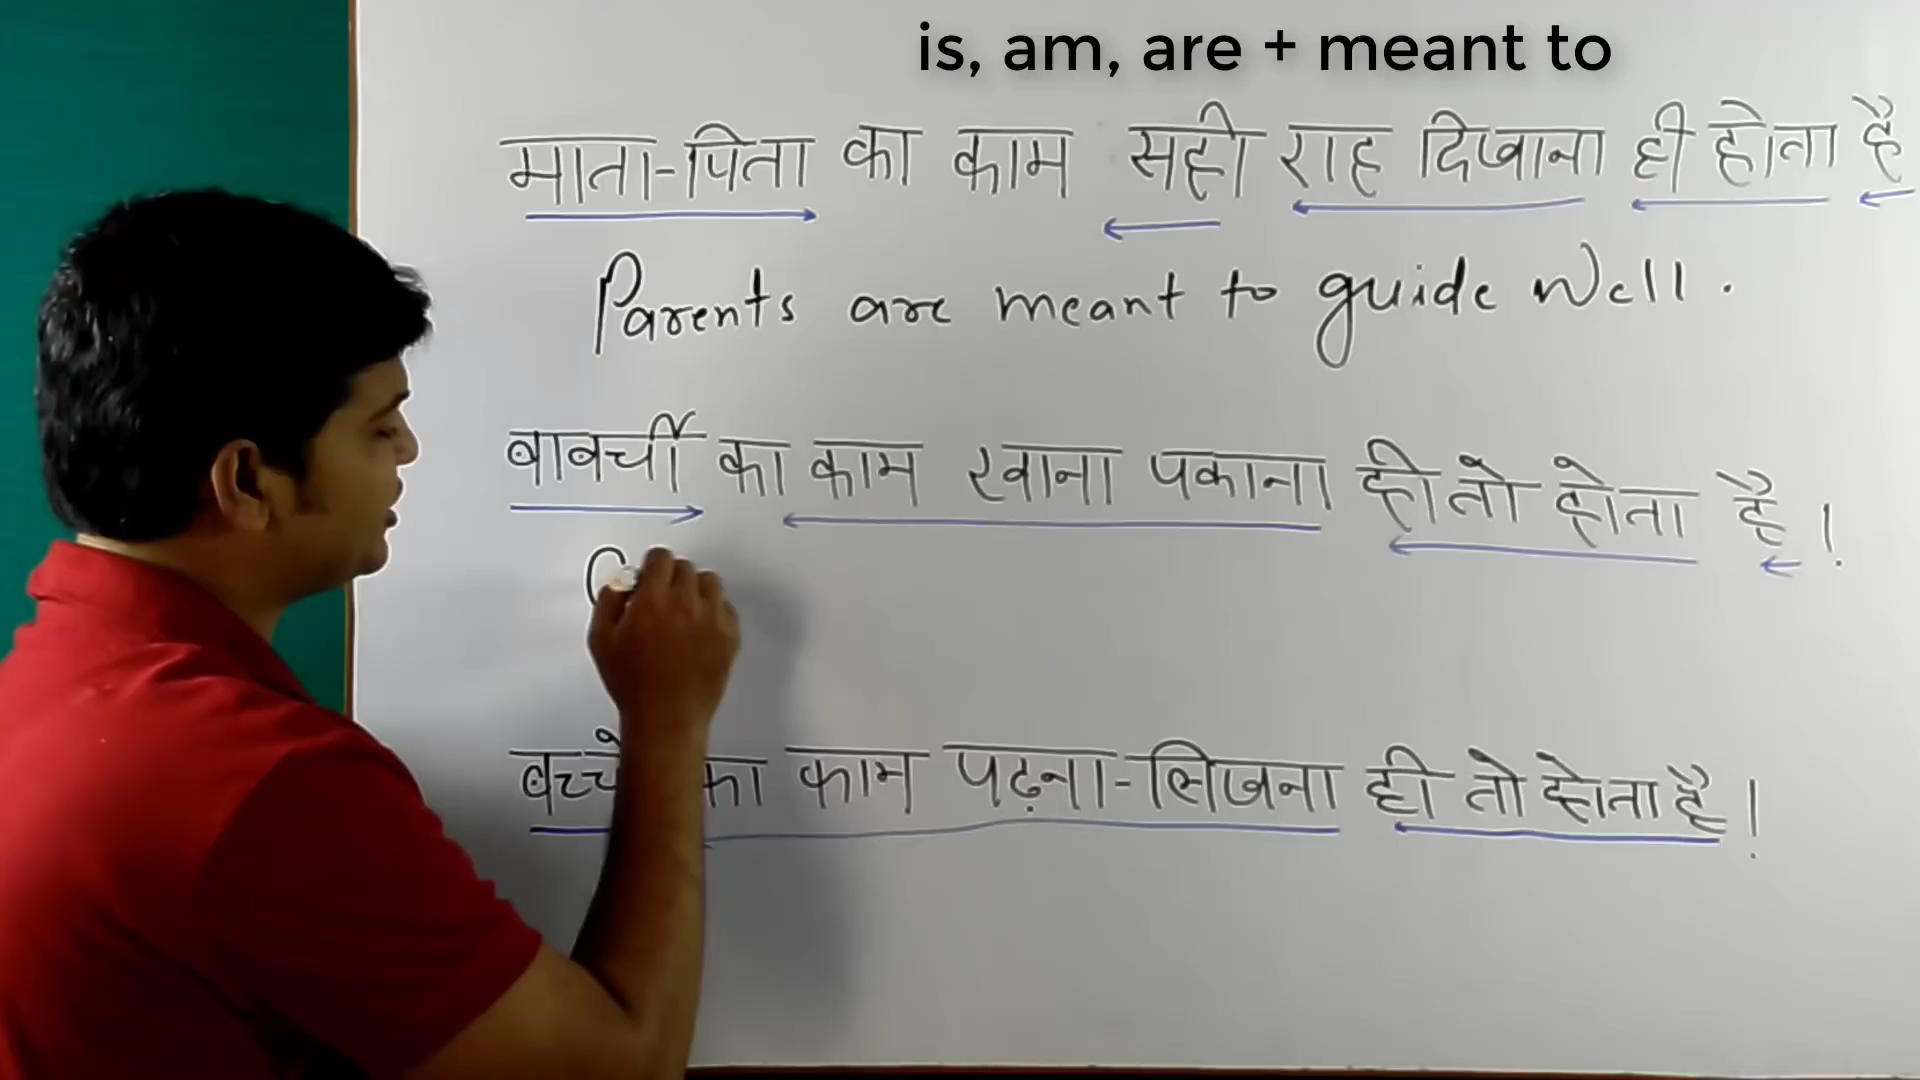 is, am, are + meant to
माता-पिता का काम सही राह दिखाना ही होता है
Parents are meant to guide well.
बावर्ची का काम खाना पकाना ही तो होता है!
C
बच्चे का काम पढ़ना-लिखना ही तो होता है!